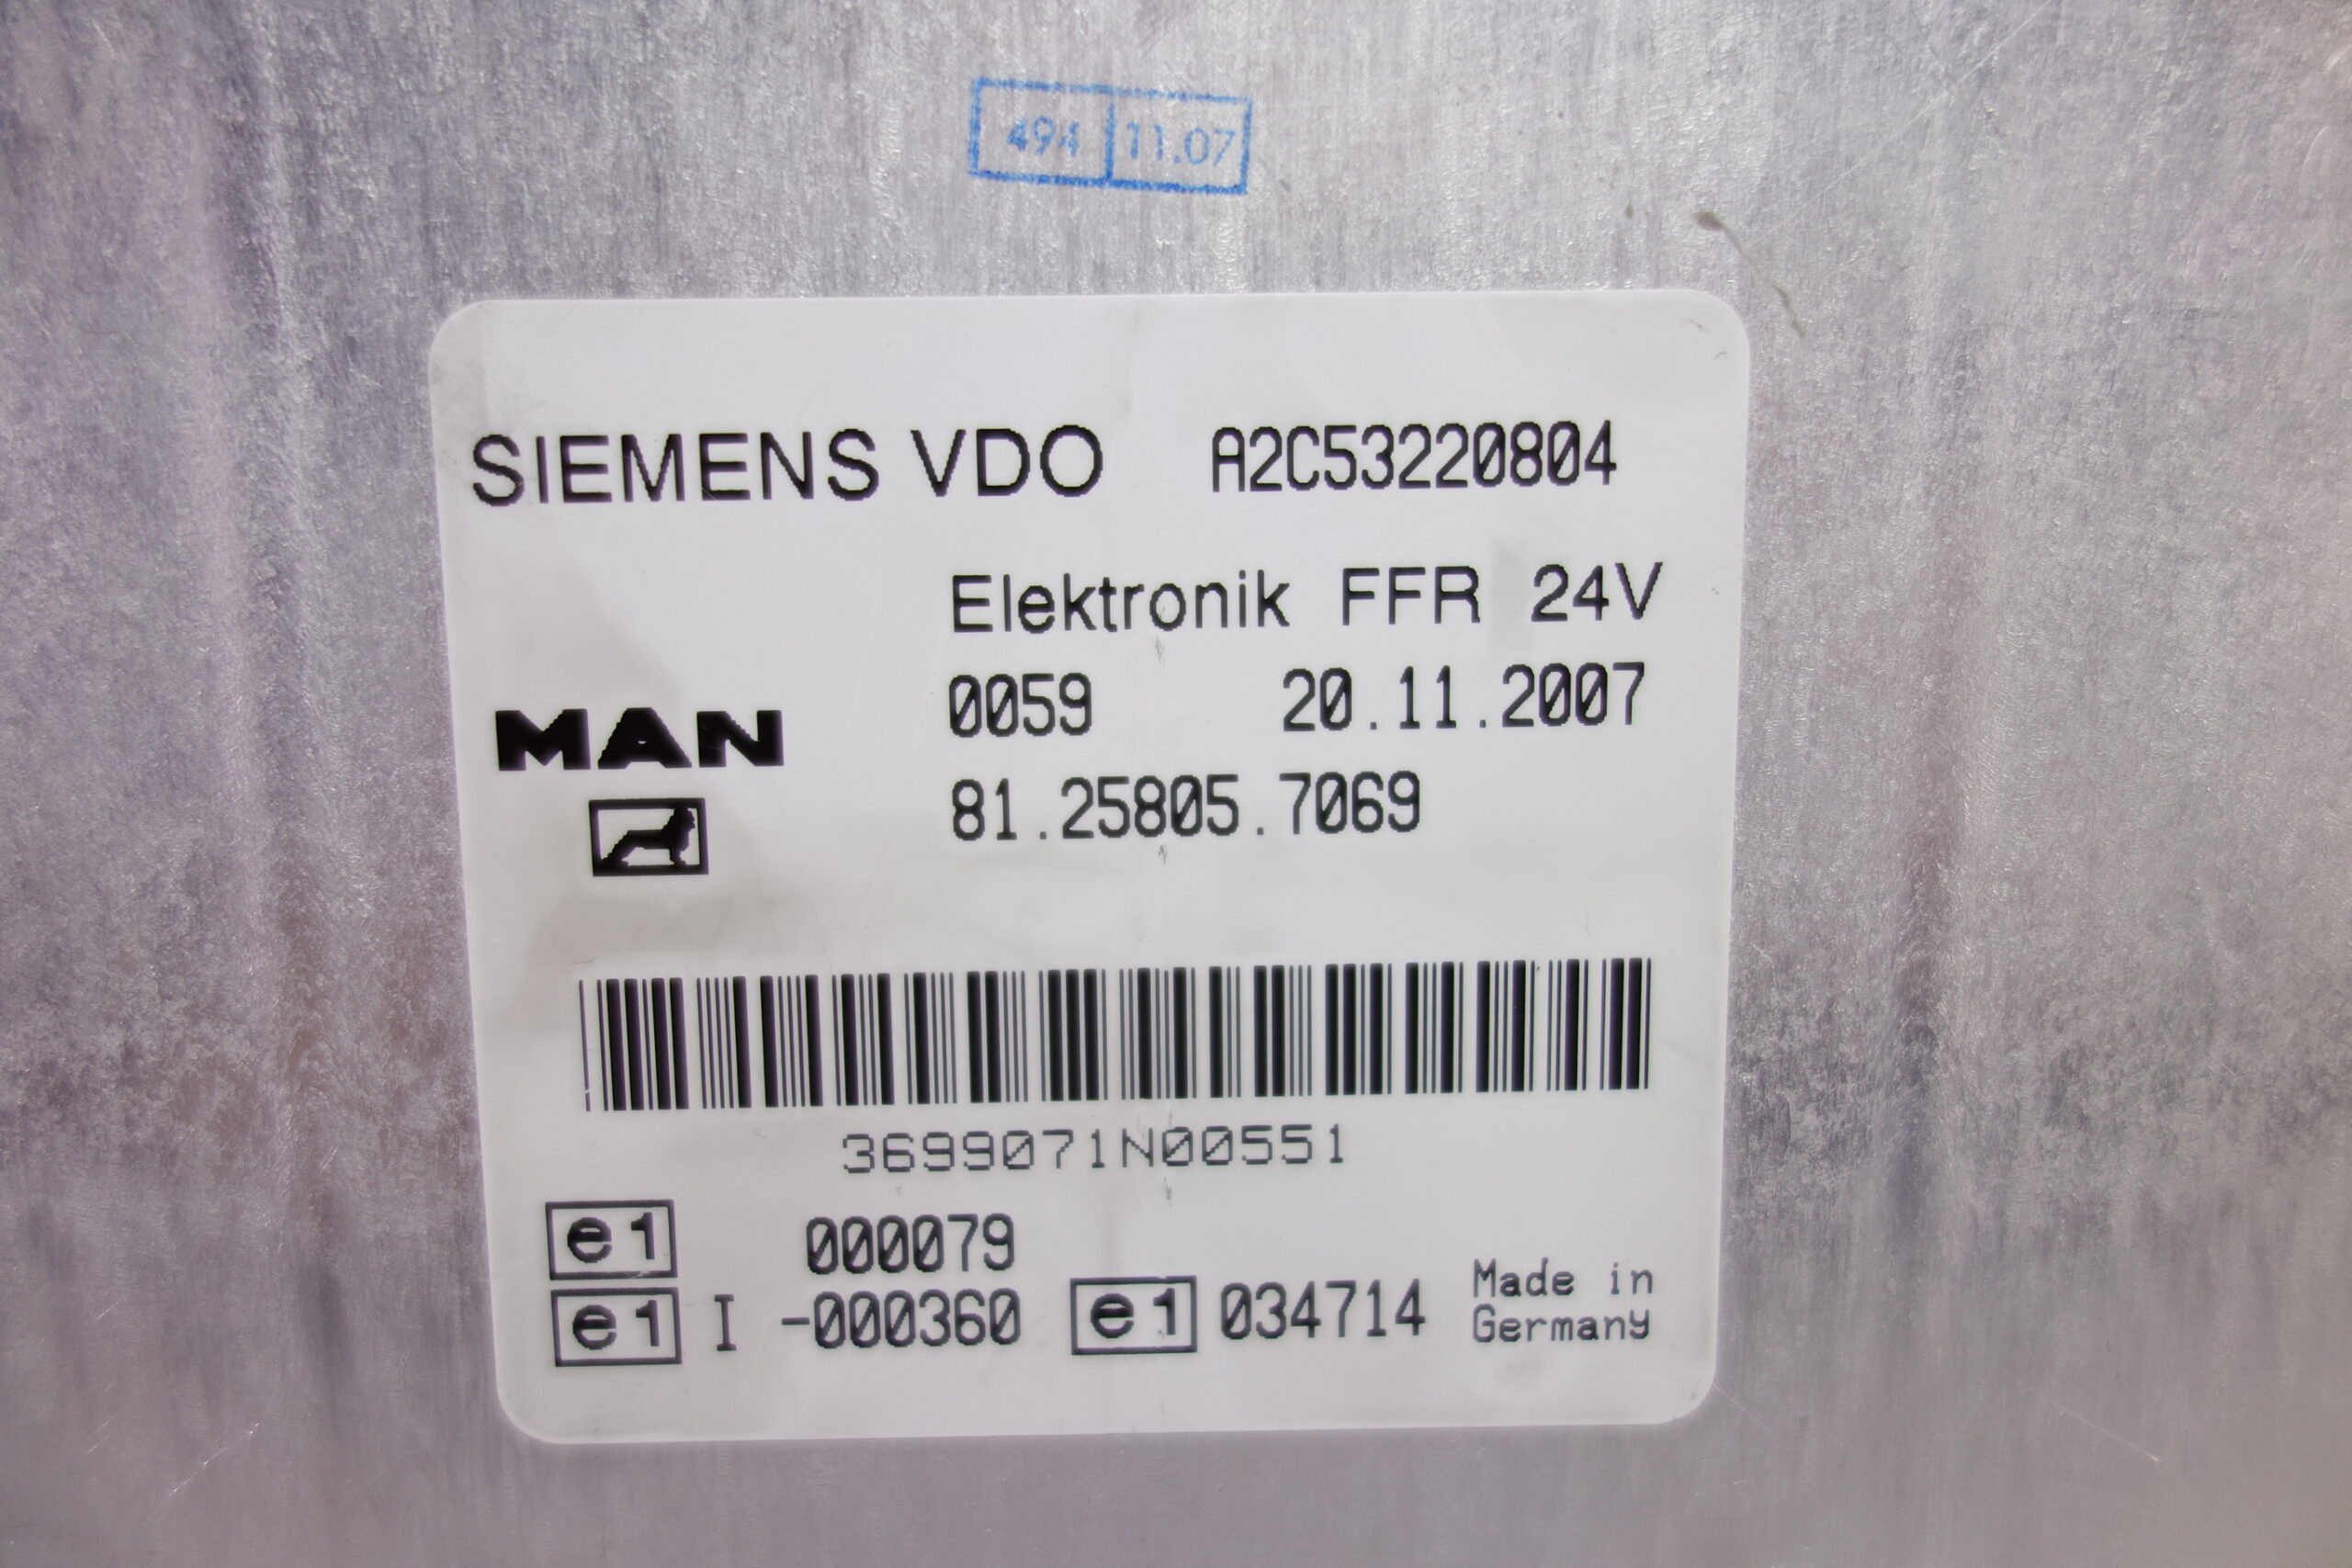 494 11.07
SIEMENS VDO A2C53220804
Elektronik FFR 24V
0059 20.11.2007
MAN
81.25805.7069
3699071N00551
e1 000079
e1 I -000360 e1 034714
Made in
Germany